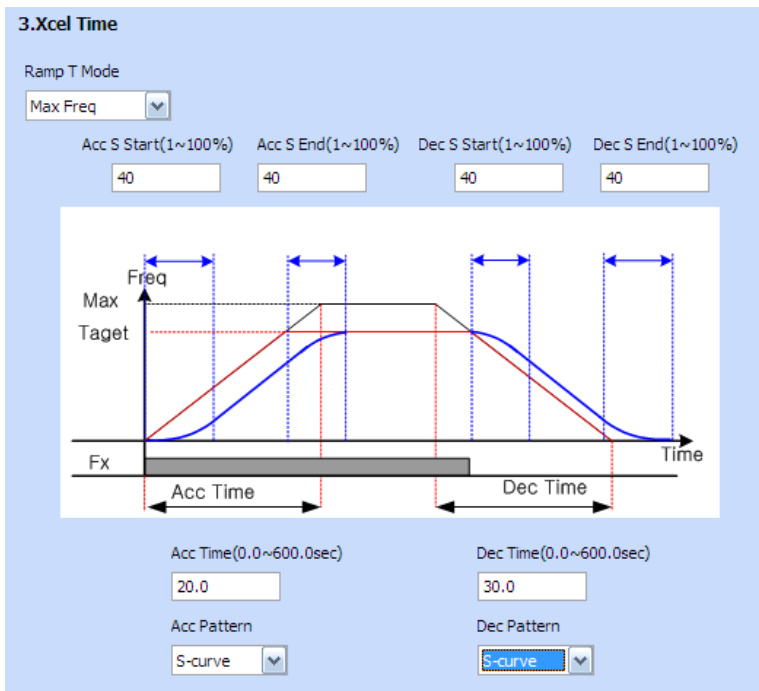 3.Xcel Time
Ramp T Mode
Max Freq
Acc S Start(1~100%) Acc S End(1~100%) Dec S Start(1~100%) Dec S End(1~100%)
40 40 40 40
Freq
Max
Taget
Time
Fx
Acc Time Dec Time
Acc Time(0.0~600.0sec) Dec Time(0.0~600.0sec)
20.0 30.0
Acc Pattern Dec Pattern
S-curve S-curve